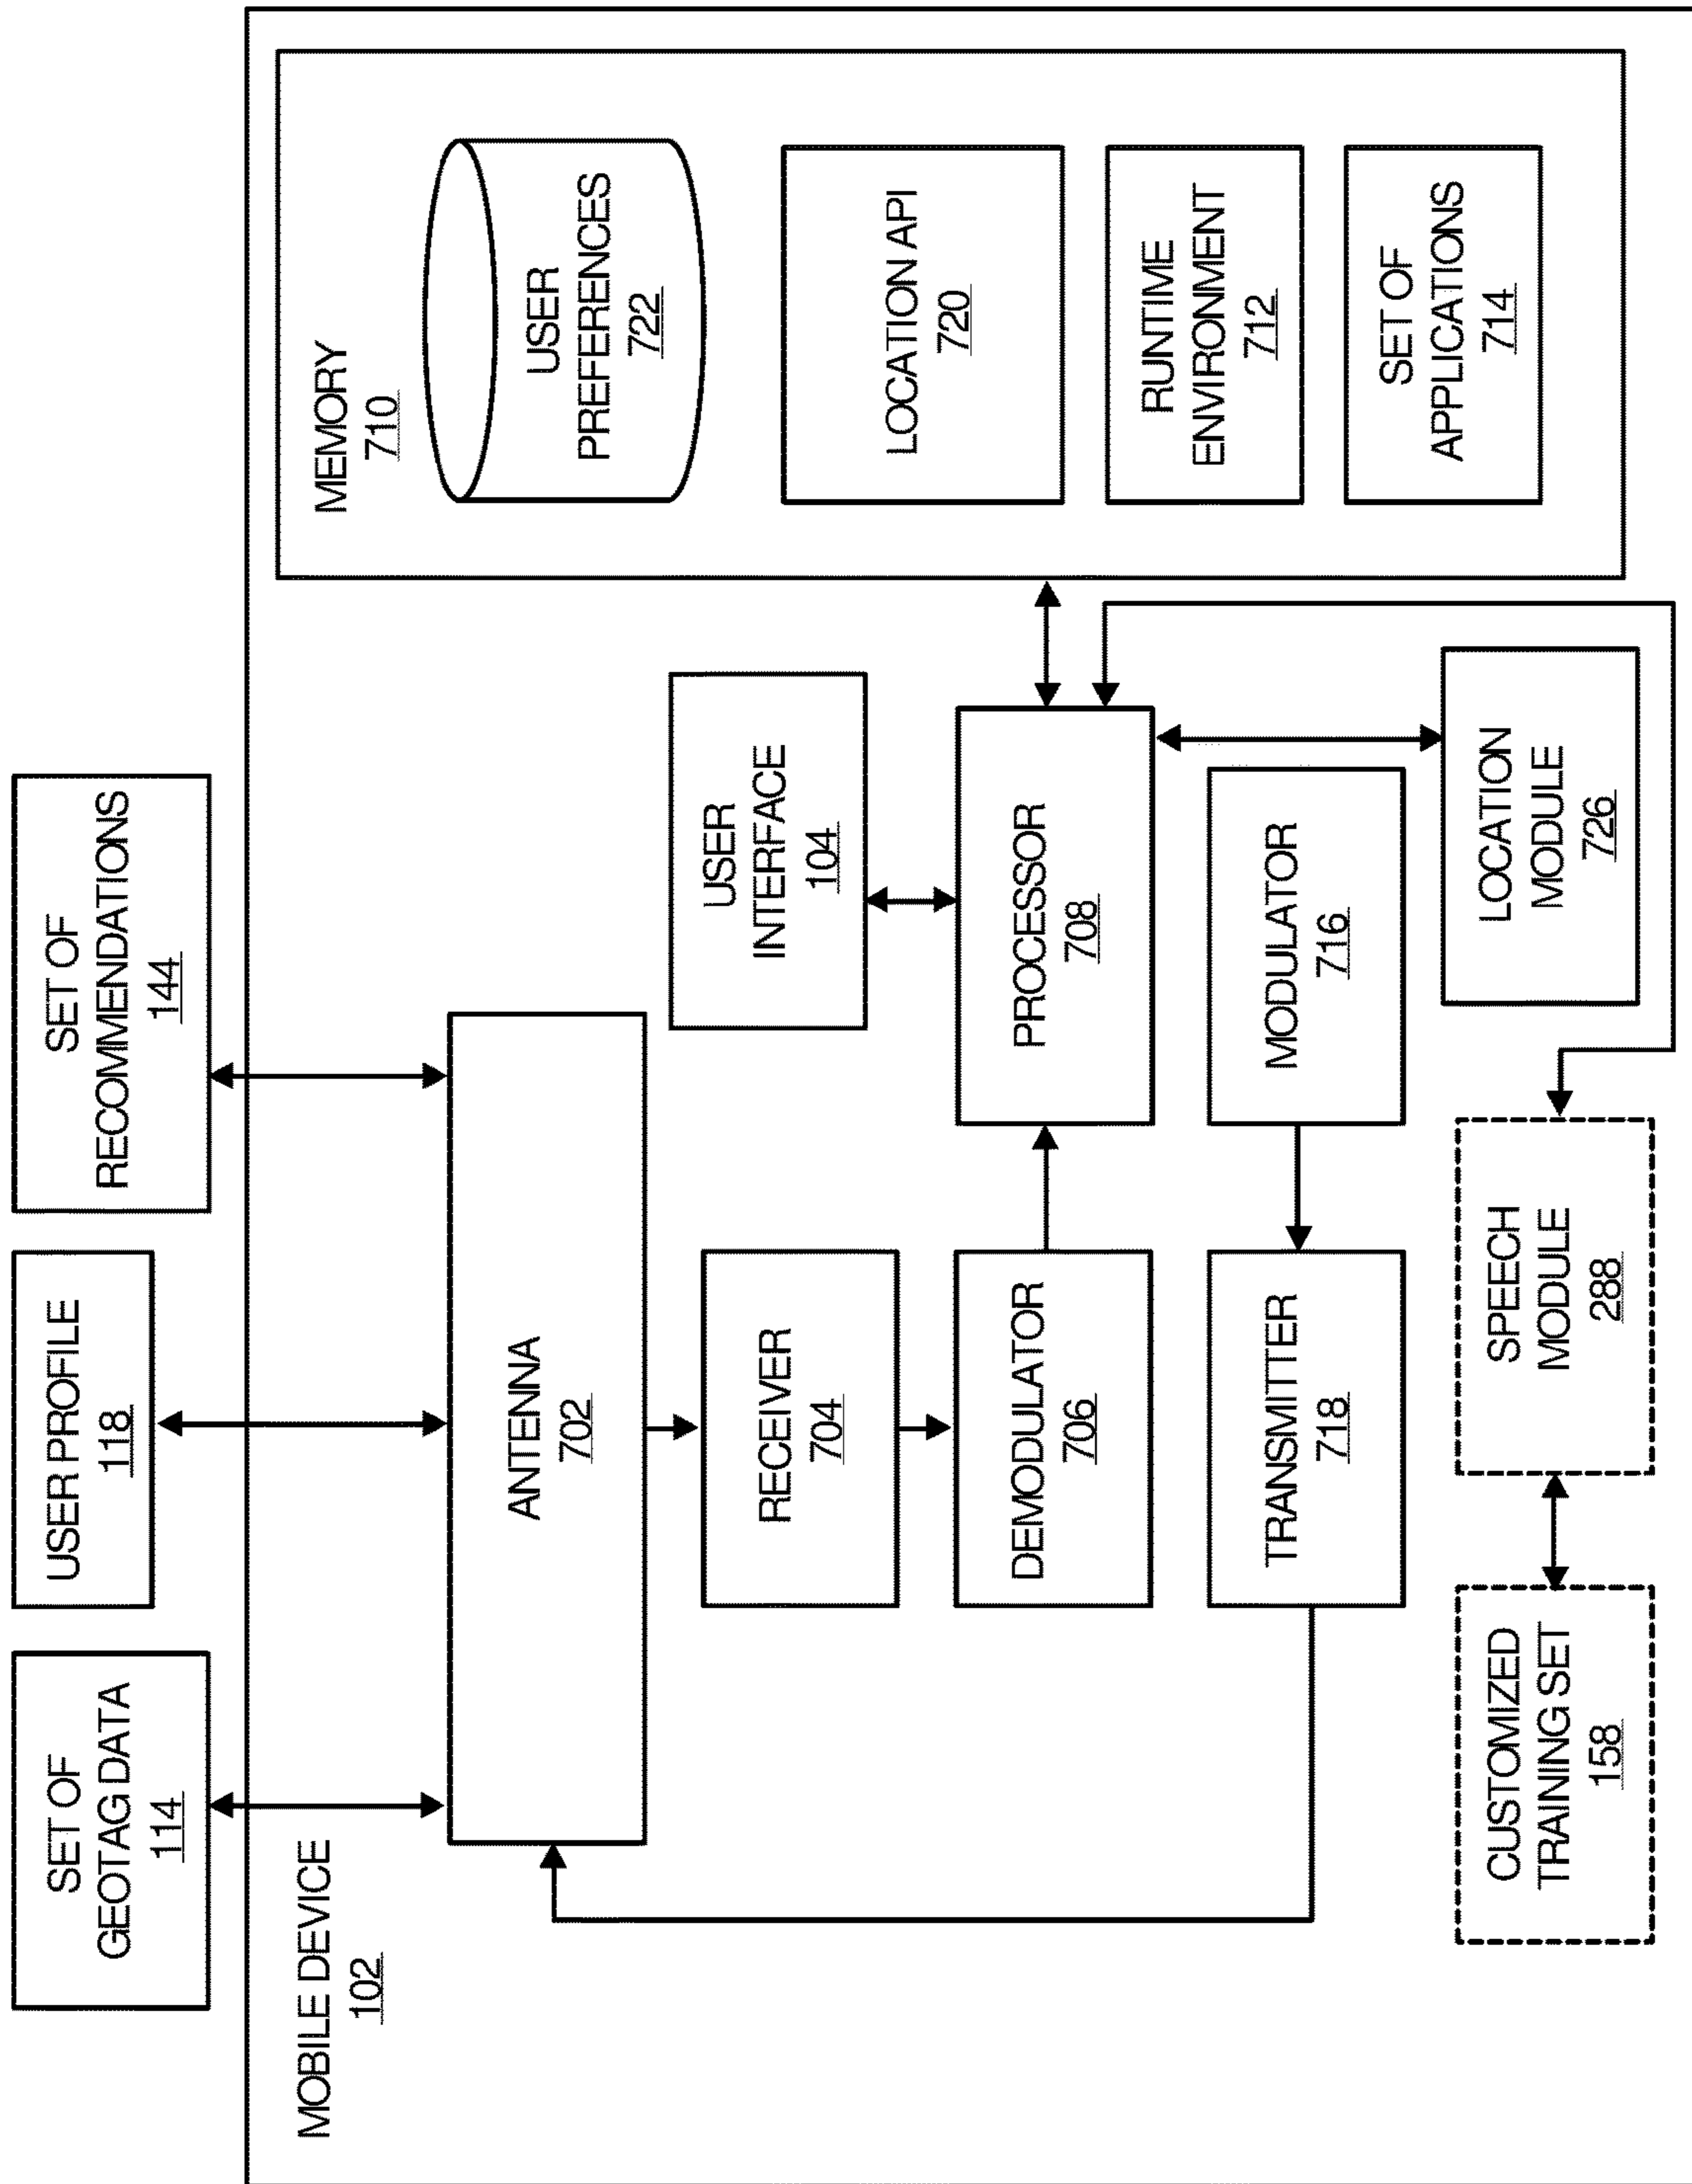 SET OF
GEOTAG DATA
114
USER PROFILE
118
SET OF
RECOMMENDATIONS
144
MOBILE DEVICE
102
ANTENNA
702
RECEIVER
704
DEMODULATOR
706
TRANSMITTER
718
USER
INTERFACE
104
PROCESSOR
708
MODULATOR
716
LOCATION
MODULE
726
SPEECH
MODULE
288
CUSTOMIZED
TRAINING SET
158
MEMORY
710
USER
PREFERENCES
722
LOCATION API
720
RUNTIME
ENVIRONMENT
712
SET OF
APPLICATIONS
714